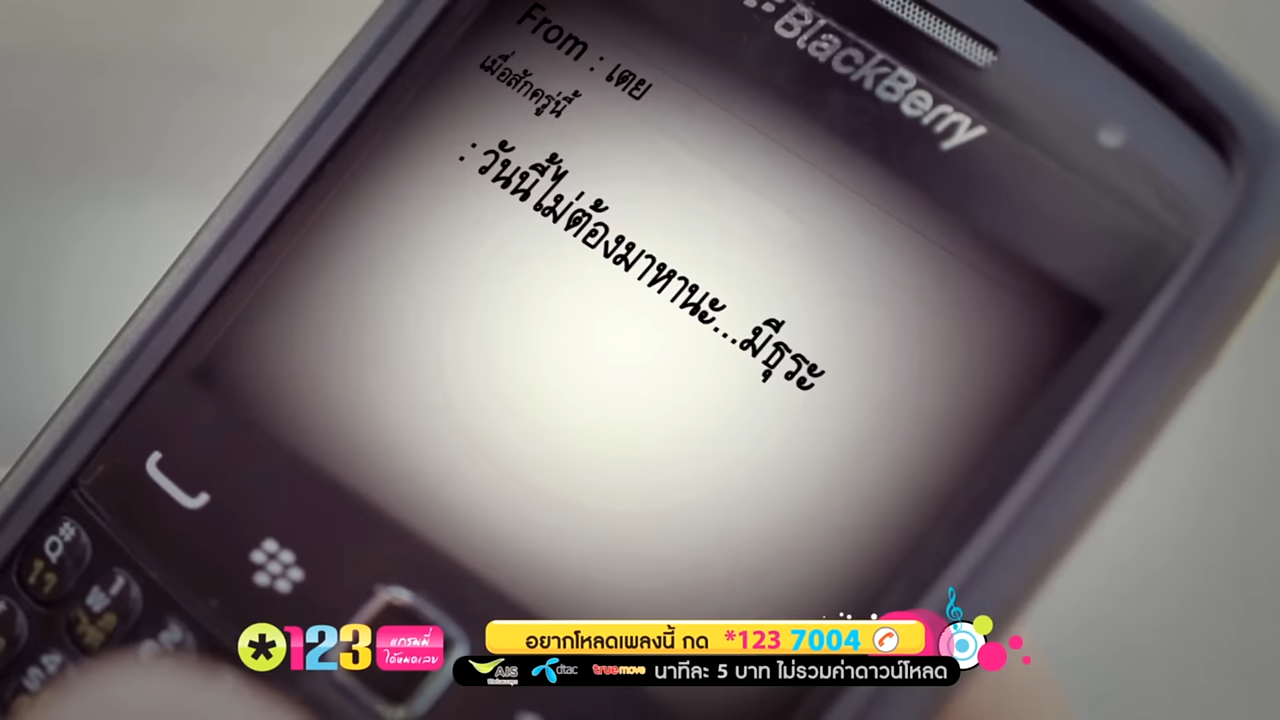 From : เตย
BlackBerry
เมื่อสักครู่นี้
: วันนี้ไม่ต้องมาหานะ...มีธุระ
*123
แกรมมี่
ได้หมดเลย
อยากโหลดเพลงนี้ กด *123 7004
AIS dtac truemove นาทีละ 5 บาท ไม่รวมค่าดาวน์โหลด